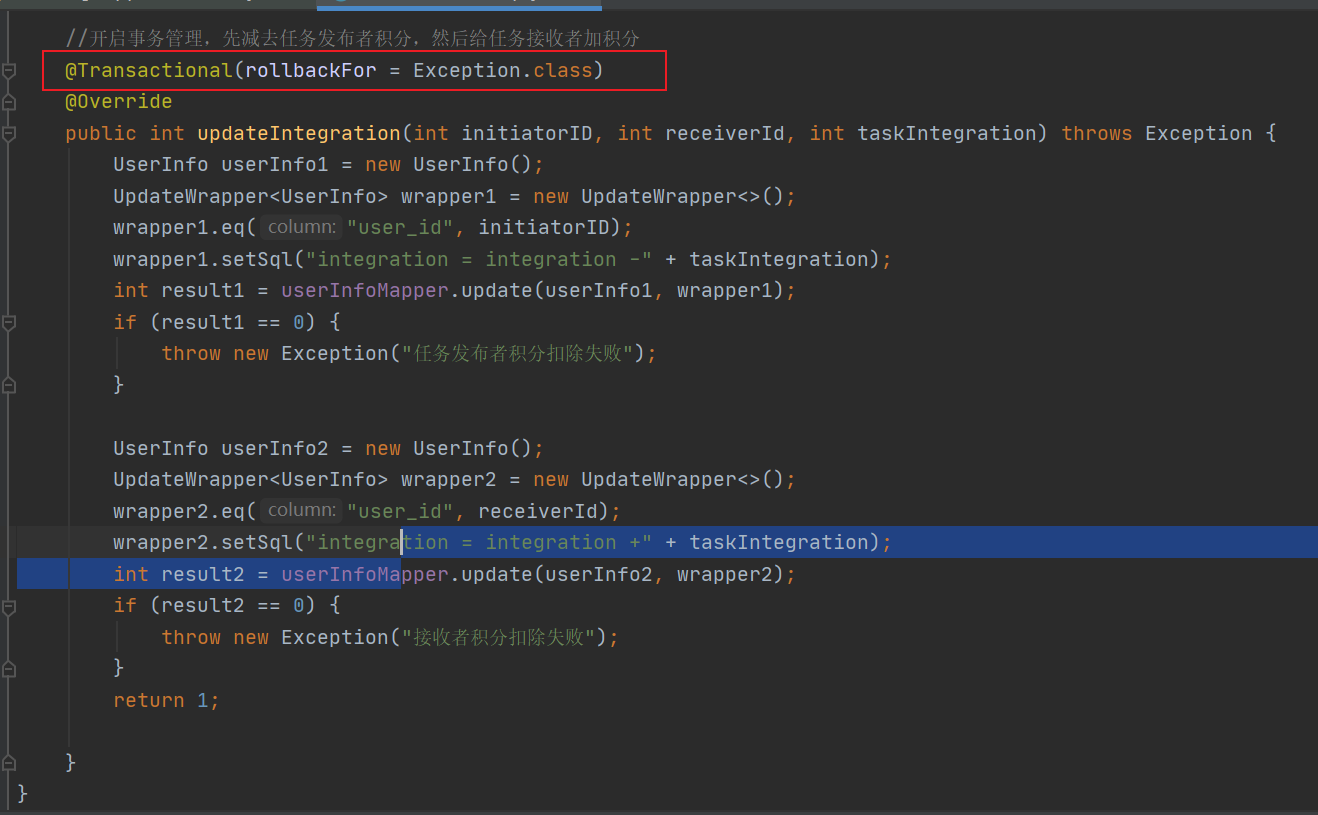 //开启事务管理，先减去任务发布者积分，然后给任务接收者加积分
@Transactional(rollbackFor = Exception.class)
@Override
public int updateIntegration(int initiatorID, int receiverId, int taskIntegration) throws Exception {
UserInfo userInfo1 = new UserInfo();
UpdateWrapper<UserInfo> wrapper1 = new UpdateWrapper<>();
wrapper1.eq( column: "user_id", initiatorID);
wrapper1.setSql("integration = integration -" + taskIntegration);
int result1 = userInfoMapper.update(userInfo1, wrapper1);
if (result1 == 0) {
throw new Exception("任务发布者积分扣除失败");
}
UserInfo userInfo2 = new UserInfo();
UpdateWrapper<UserInfo> wrapper2 = new UpdateWrapper<>();
wrapper2.eq( column: "user_id", receiverId);
wrapper2.setSql("integration = integration +" + taskIntegration);
int result2 = userInfoMapper.update(userInfo2, wrapper2);
if (result2 == 0) {
throw new Exception("接收者积分扣除失败");
}
return 1;
}
}